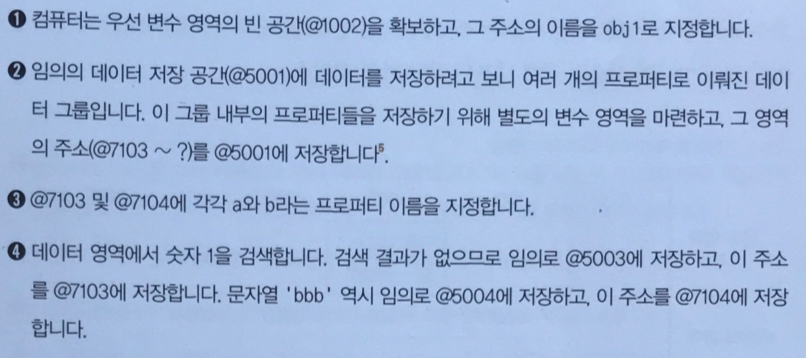 ❶ 컴퓨터는 우선 변수 영역의 빈 공간(@1002)을 확보하고, 그 주소의 이름을 obj1로 지정합니다.
❷ 임의의 데이터 저장 공간(@5001)에 데이터를 저장하려고 보니 여러 개의 프로퍼티로 이뤄진 데이
터 그룹입니다. 이 그룹 내부의 프로퍼티들을 저장하기 위해 별도의 변수 영역을 마련하고, 그 영역
의 주소(@7103 ~ ?)를 @5001에 저장합니다⁵.
❸ @7103 및 @7104에 각각 a와 b라는 프로퍼티 이름을 지정합니다.
❹ 데이터 영역에서 숫자 1을 검색합니다. 검색 결과가 없으므로 임의로 @5003에 저장하고, 이 주소
를 @7103에 저장합니다. 문자열 'bbb' 역시 임의로 @5004에 저장하고, 이 주소를 @7104에 저장
합니다.